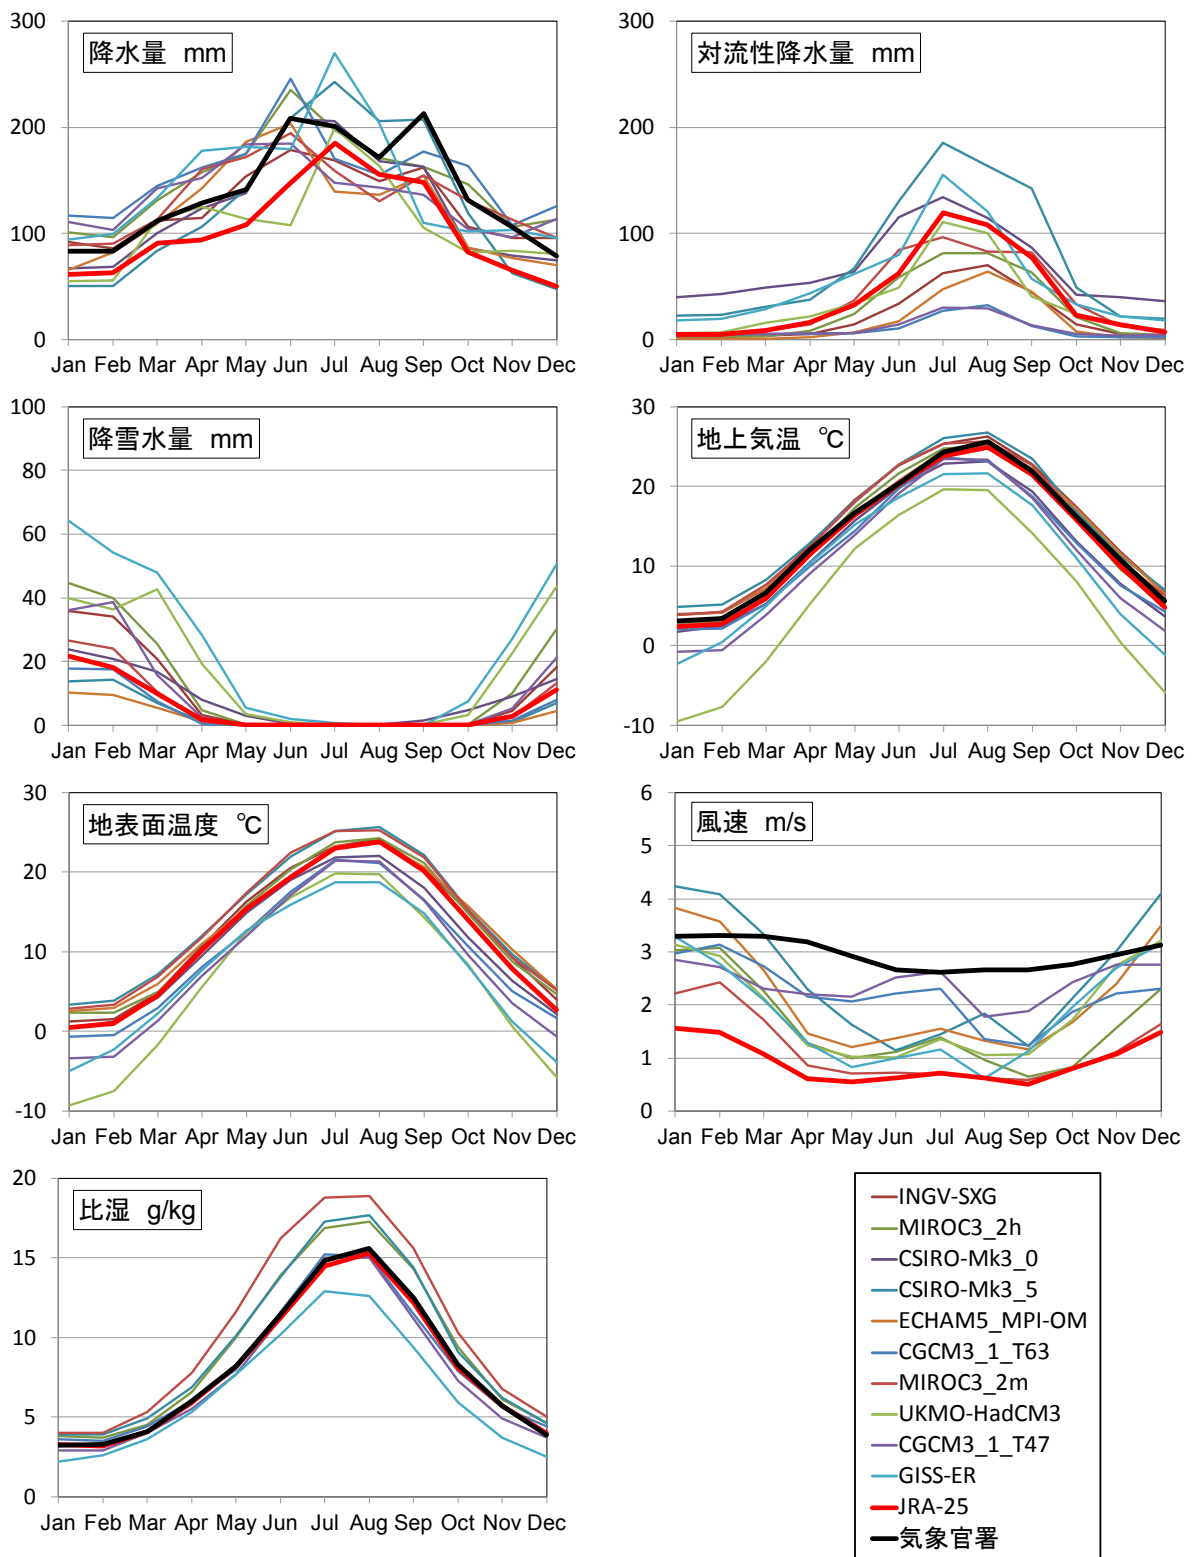 300
200
100
0
降水量 mm
Jan Feb Mar Apr May Jun Jul Aug Sep Oct Nov Dec
300
200
100
0
対流性降水量 mm
Jan Feb Mar Apr May Jun Jul Aug Sep Oct Nov Dec
100
80
60
40
20
0
降雪水量 mm
Jan Feb Mar Apr May Jun Jul Aug Sep Oct Nov Dec
30
20
10
0
-10
地上気温 ℃
Jan Feb Mar Apr May Jun Jul Aug Sep Oct Nov Dec
30
20
10
0
-10
地表面温度 ℃
Jan Feb Mar Apr May Jun Jul Aug Sep Oct Nov Dec
6
5
4
3
2
1
0
風速 m/s
Jan Feb Mar Apr May Jun Jul Aug Sep Oct Nov Dec
20
15
10
5
0
比湿 g/kg
Jan Feb Mar Apr May Jun Jul Aug Sep Oct Nov Dec
INGV-SXG
MIROC3_2h
CSIRO-Mk3_0
CSIRO-Mk3_5
ECHAM5_MPI-OM
CGCM3_1_T63
MIROC3_2m
UKMO-HadCM3
CGCM3_1_T47
GISS-ER
JRA-25
気象官署